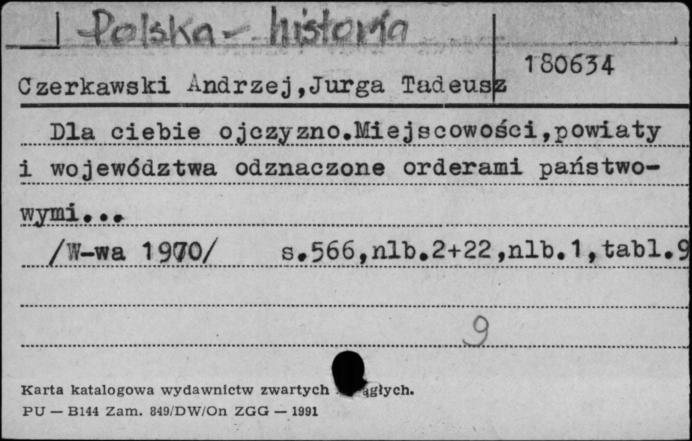 Polska - historia
180634
Czerkawski Andrzej,Jurga Tadeusz
Dla ciebie ojczyzno.Miejscowości,powiaty
i województwa odznaczone orderami państwo-
wymi...
/W-wa 1970/ s.566,nlb.2+22,nlb.1,tabl.9
9
Karta katalogowa wydawnictw zwartych
PU — B144 Zam. 849/DW/On ZGG — 1991